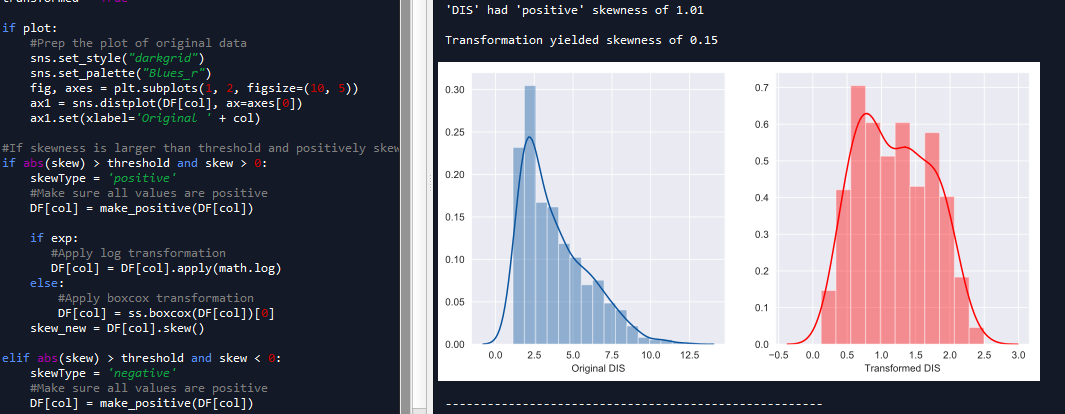 if plot:
#Prep the plot of original data
sns.set_style("darkgrid")
sns.set_palette("Blues_r")
fig, axes = plt.subplots(1, 2, figsize=(10, 5))
ax1 = sns.distplot(DF[col], ax=axes[0])
ax1.set(xlabel='Original ' + col)
#If skewness is larger than threshold and positively skew
if abs(skew) > threshold and skew > 0:
skewType = 'positive'
#Make sure all values are positive
DF[col] = make_positive(DF[col])
if exp:
#Apply log transformation
DF[col] = DF[col].apply(math.log)
else:
#Apply boxcox transformation
DF[col] = ss.boxcox(DF[col])[0]
skew_new = DF[col].skew()
elif abs(skew) > threshold and skew < 0:
skewType = 'negative'
#Make sure all values are positive
DF[col] = make_positive(DF[col])
'DIS' had 'positive' skewness of 1.01
Transformation yielded skewness of 0.15
0.30
0.25
0.20
0.15
0.10
0.05
0.00
0.0 2.5 5.0 7.5 10.0 12.5
Original DIS
0.7
0.6
0.5
0.4
0.3
0.2
0.1
0.0
−0.5 0.0 0.5 1.0 1.5 2.0 2.5 3.0
Transformed DIS
------------------------------------------------------